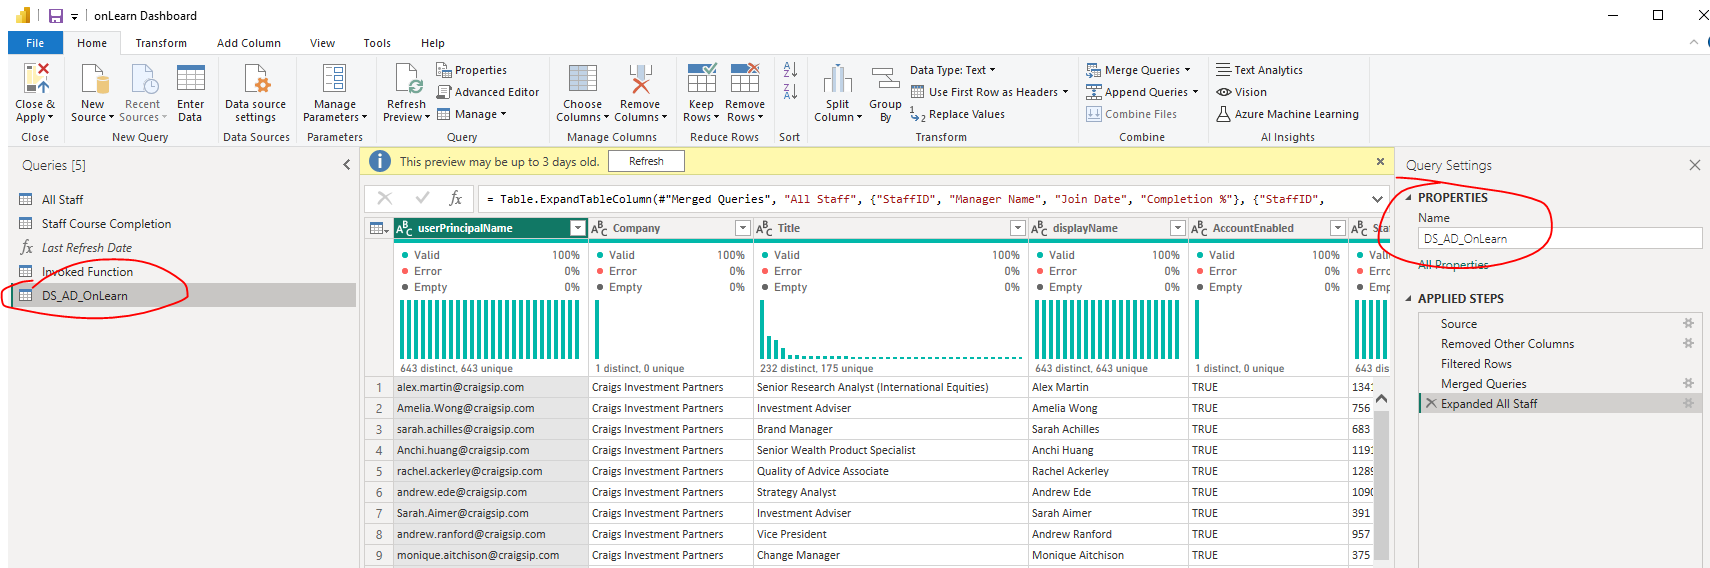 onLearn Dashboard
File Home Transform Add Column View Tools Help
Close & Apply
New Source
Recent Sources
Enter Data
Data source settings
Manage Parameters
Refresh Preview
Properties
Advanced Editor
Manage
Choose Columns
Remove Columns
Keep Rows
Remove Rows
Split Column
Group By
Data Type: Text
Use First Row as Headers
Replace Values
Merge Queries
Append Queries
Combine Files
Text Analytics
Vision
Azure Machine Learning
Close New Query Data Sources Parameters Query Manage Columns Reduce Rows Sort Transform Combine AI Insights
Queries [5]
All Staff
Staff Course Completion
Last Refresh Date
Invoked Function
DS_AD_OnLearn
This preview may be up to 3 days old. Refresh
= Table.ExpandTableColumn(#"Merged Queries", "All Staff", {"StaffID", "Manager Name", "Join Date", "Completion %"}, {"StaffID",
userPrincipalName Company Title displayName AccountEnabled Sta
Valid 100% Valid 100% Valid 100% Valid 100% Valid 100% Valid
Error 0% Error 0% Error 0% Error 0% Error 0% Error
Empty 0% Empty 0% Empty 0% Empty 0% Empty 0% Empty
643 distinct, 643 unique 1 distinct, 0 unique 232 distinct, 175 unique 643 distinct, 643 unique 1 distinct, 0 unique 643 dis
1 alex.martin@craigsip.com Craigs Investment Partners Senior Research Analyst (International Equities) Alex Martin TRUE 1341
2 Amelia.Wong@craigsip.com Craigs Investment Partners Investment Adviser Amelia Wong TRUE 756
3 sarah.achilles@craigsip.com Craigs Investment Partners Brand Manager Sarah Achilles TRUE 683
4 Anchi.huang@craigsip.com Craigs Investment Partners Senior Wealth Product Specialist Anchi Huang TRUE 1191
5 rachel.ackerley@craigsip.com Craigs Investment Partners Quality of Advice Associate Rachel Ackerley TRUE 1289
6 andrew.ede@craigsip.com Craigs Investment Partners Strategy Analyst Andrew Ede TRUE 1090
7 Sarah.Aimer@craigsip.com Craigs Investment Partners Investment Adviser Sarah Aimer TRUE 391
8 andrew.ranford@craigsip.com Craigs Investment Partners Vice President Andrew Ranford TRUE 957
9 monique.aitchison@craigsip.com Craigs Investment Partners Change Manager Monique Aitchison TRUE 375
Query Settings
PROPERTIES
Name
DS_AD_OnLearn
All Properties
APPLIED STEPS
Source
Removed Other Columns
Filtered Rows
Merged Queries
Expanded All Staff